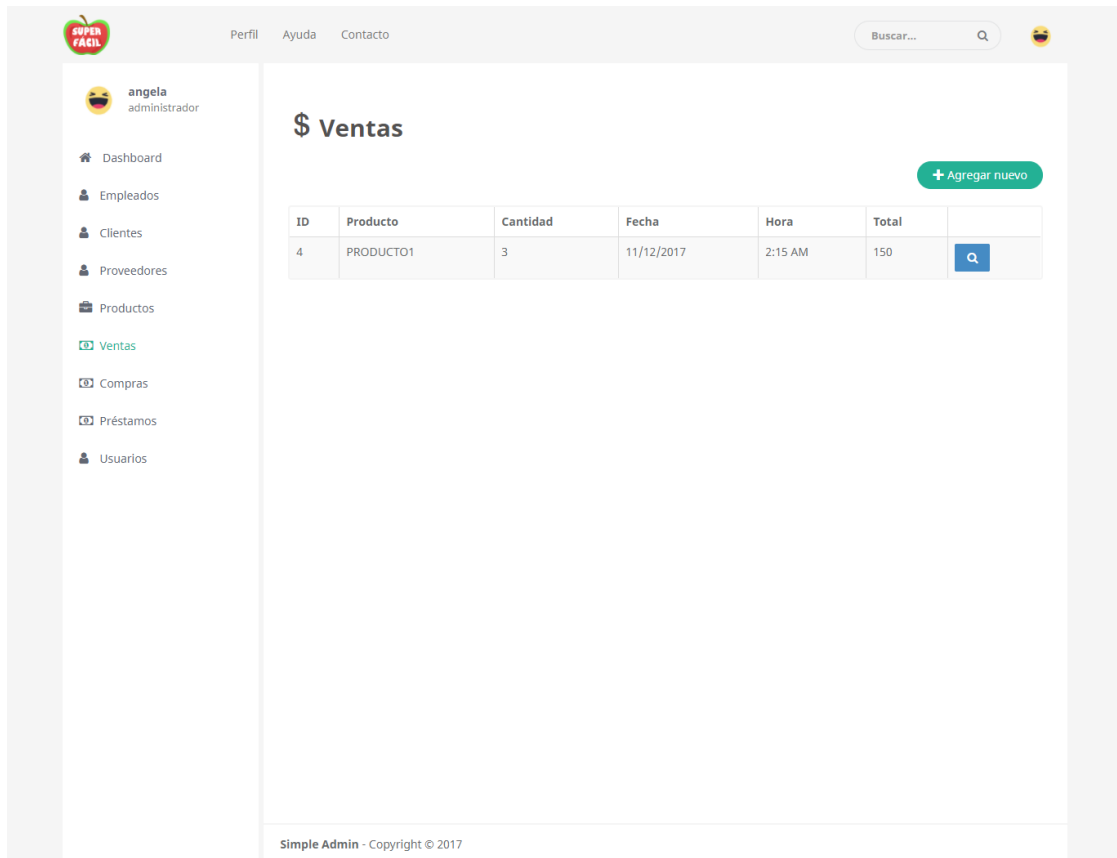 SUPER
FÁCIL
Perfil Ayuda Contacto
Buscar...
angela
administrador
Dashboard
Empleados
Clientes
Proveedores
Productos
Ventas
Compras
Préstamos
Usuarios
$ Ventas
+ Agregar nuevo
ID Producto Cantidad Fecha Hora Total
4 PRODUCTO1 3 11/12/2017 2:15 AM 150
Simple Admin - Copyright © 2017